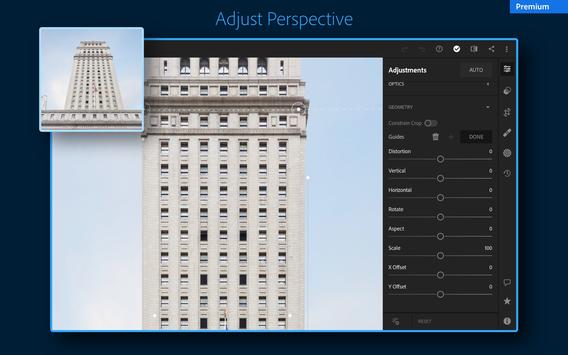 Premium
Adjust Perspective
Adjustments
AUTO
OPTICS
GEOMETRY
Constrain Crop
Guides
DONE
Distortion 0
Vertical 0
Horizontal 0
Rotate 0
Aspect 0
Scale 100
X Offset 0
Y Offset 0
RESET